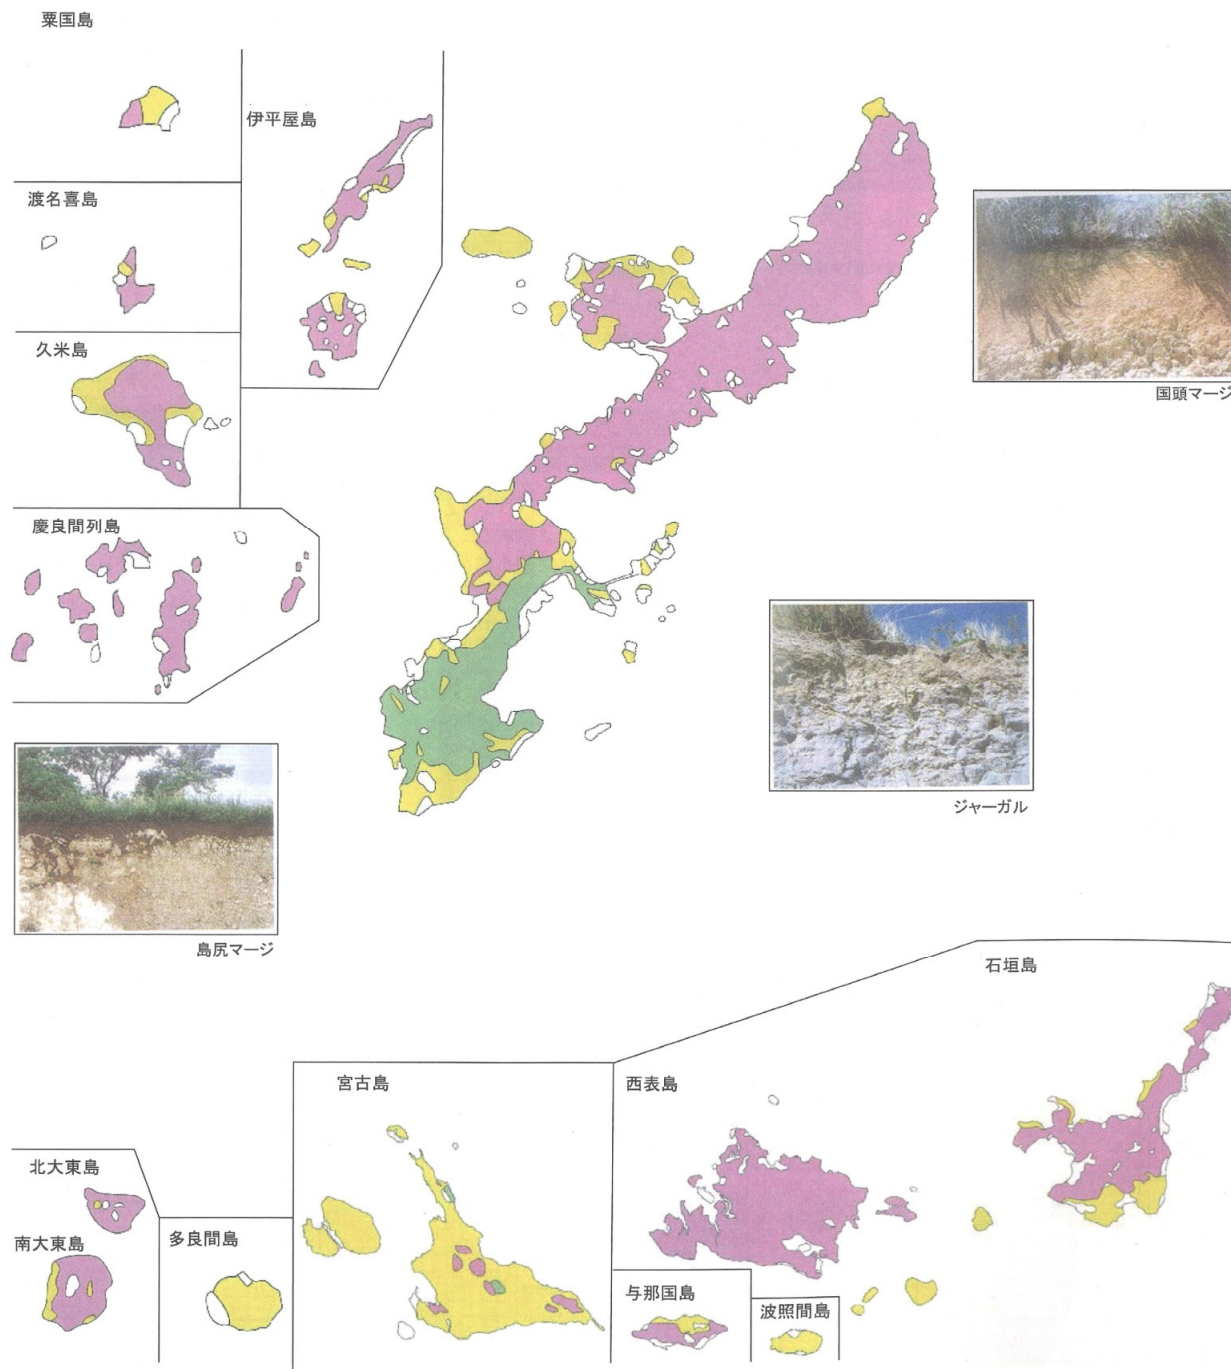 粟国島
伊平屋島
渡名喜島
久米島
慶良間列島
国頭マージ
ジャーガル
島尻マージ
石垣島
宮古島
西表島
北大東島
南大東島
多良間島
与那国島
波照間島